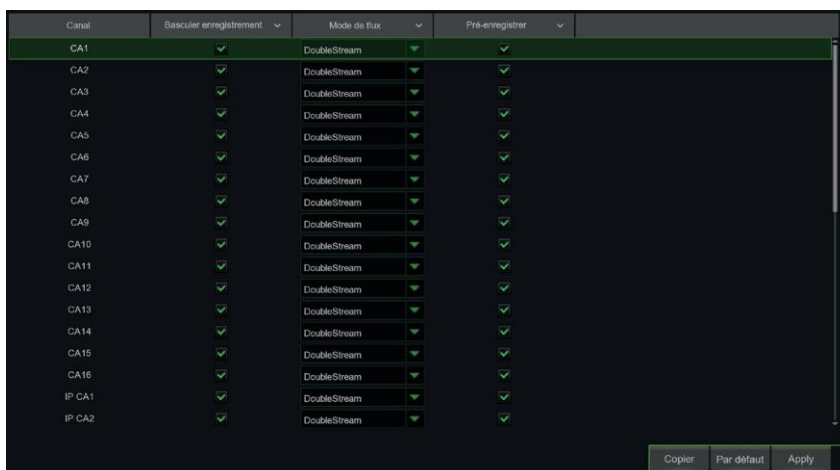 Canal Basculer enregistrement Mode de flux Pré-enregistrer
CA1 DoubleStream
CA2 DoubleStream
CA3 DoubleStream
CA4 DoubleStream
CA5 DoubleStream
CA6 DoubleStream
CA7 DoubleStream
CA8 DoubleStream
CA9 DoubleStream
CA10 DoubleStream
CA11 DoubleStream
CA12 DoubleStream
CA13 DoubleStream
CA14 DoubleStream
CA15 DoubleStream
CA16 DoubleStream
IP CA1 DoubleStream
IP CA2 DoubleStream
Copier Par défaut Apply